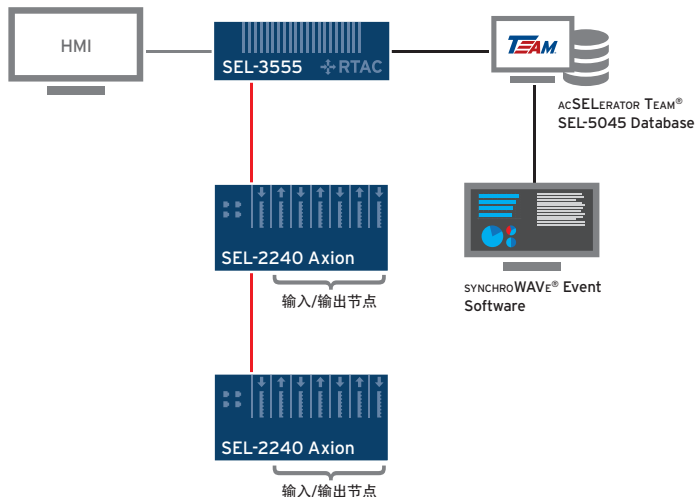 HMI
SEL-3555 RTAC
TEAM
ACSELERATOR TEAM®
SEL-5045 Database
SEL-2240 Axion
输入/输出节点
SYNCHROWAVE® Event
Software
SEL-2240 Axion
输入/输出节点